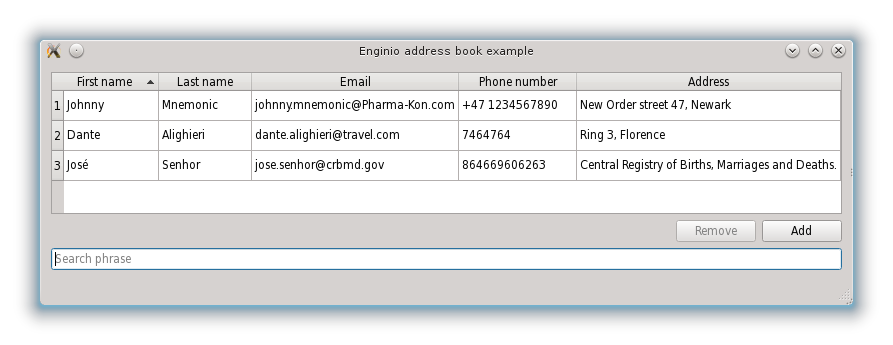 Enginio address book example
First name Last name Email Phone number Address
1 Johnny Mnemonic johnny.mnemonic@Pharma-Kon.com +47 1234567890 New Order street 47, Newark
2 Dante Alighieri dante.alighieri@travel.com 7464764 Ring 3, Florence
3 José Senhor jose.senhor@crbmd.gov 864669606263 Central Registry of Births, Marriages and Deaths.
Remove Add
Search phrase